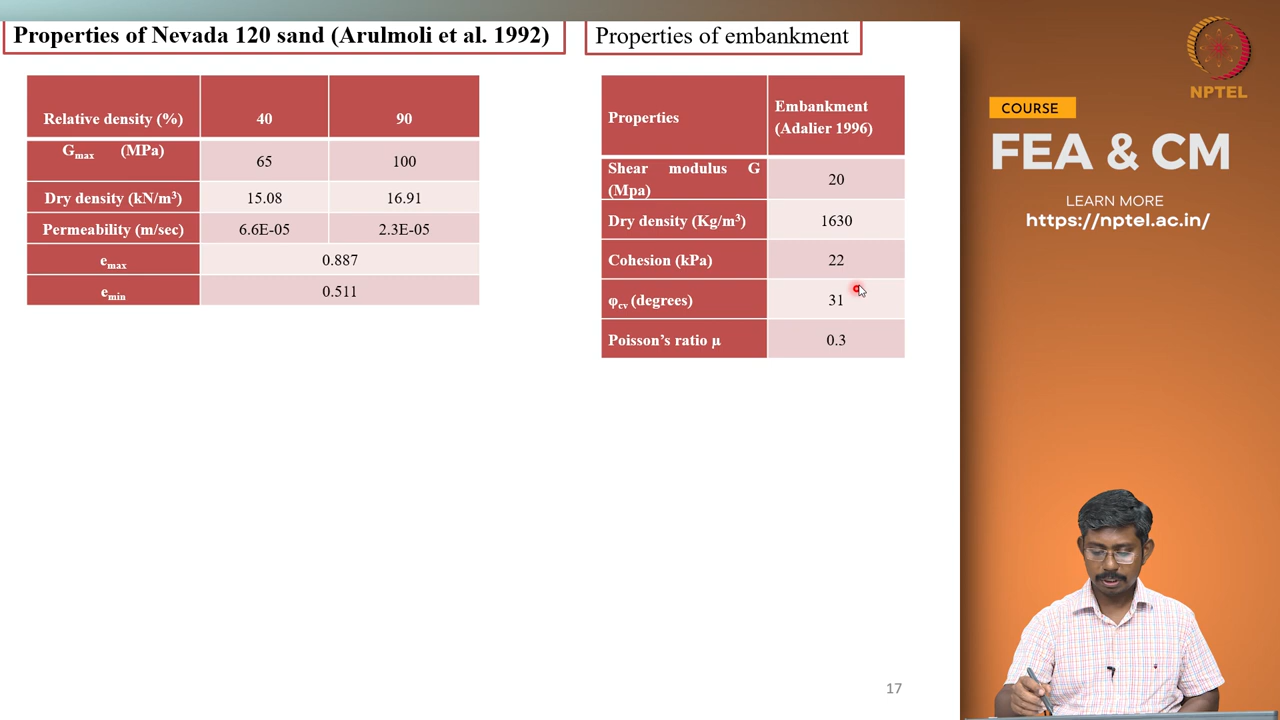 Properties of Nevada 120 sand (Arulmoli et al. 1992)
Relative density (%) 40 90
Gmax (MPa) 65 100
Dry density (kN/m³) 15.08 16.91
Permeability (m/sec) 6.6E-05 2.3E-05
emax 0.887
emin 0.511
Properties of embankment
Properties Embankment
(Adalier 1996)
Shear modulus G
(Mpa) 20
Dry density (Kg/m³) 1630
Cohesion (kPa) 22
φcv (degrees) 31
Poisson's ratio μ 0.3
17
NPTEL
COURSE
FEA & CM
LEARN MORE
https://nptel.ac.in/